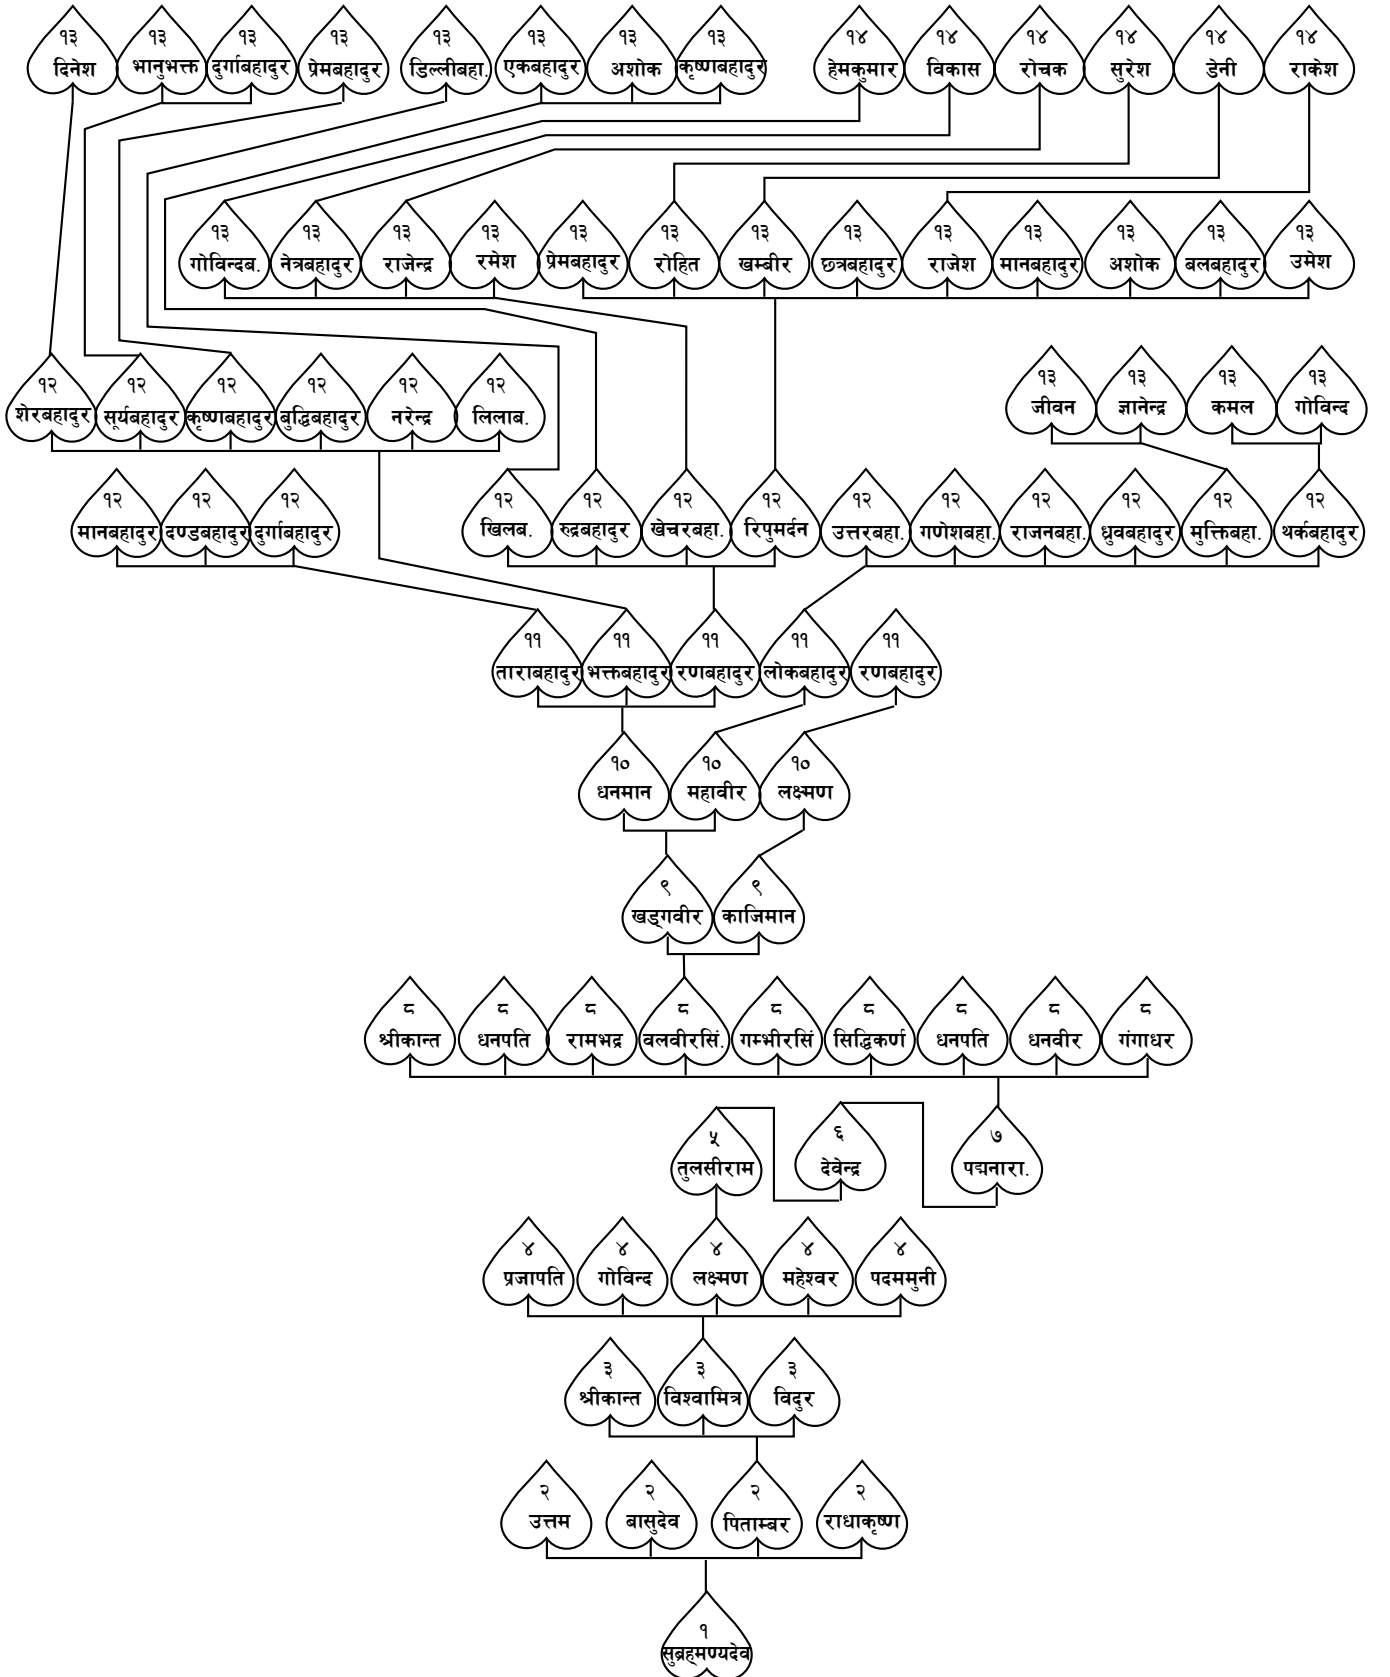 १३ १३ १३ १३ १३ १३ १३ १३ १४ १४ १४ १४ १४ १४
दिनेश भानुभक्त दुर्गाबहादुर प्रेमबहादुर डिल्लीबहा. एकबहादुर अशोक कृष्णबहादुर हेमकुमार विकास रोचक सुरेश डेनी राकेश
१३ १३ १३ १३ १३ १३ १३ १३ १३ १३ १३ १३ १३
गोविन्दब. नेत्रबहादुर राजेन्द्र रमेश प्रेमबहादुर रोहित खम्बीर छत्रबहादुर राजेश मानबहादुर अशोक बलबहादुर उमेश
१३ १३ १३ १३
जीवन ज्ञानेन्द्र कमल गोविन्द
१२ १२ १२ १२ १२ १२
शेरबहादुर सूर्यबहादुर कृष्णबहादुर बुद्धिबहादुर नरेन्द्र लिलाब.
१२ १२ १२ १२ १२ १२ १२ १२ १२ १२ १२ १२ १२
मानबहादुर दण्डबहादुर दुर्गाबहादुर खिलब. रुद्रबहादुर खेचरबहा. रिपुमर्दन उत्तरबहा. गणेशबहा. राजनबहा. ध्रुवबहादुर मुक्तिबहा. थर्कबहादुर
११ ११ ११ ११ ११
ताराबहादुर भक्तबहादुर रणबहादुर लोकबहादुर रणबहादुर
१० १० १०
धनमान महावीर लक्ष्मण
९ ९
खड्गवीर काजिमान
८ ८ ८ ८ ८ ८ ८ ८ ८
श्रीकान्त धनपति रामभद्र वलवीरसिं. गम्भीरसिं सिद्धिकर्ण धनपति धनवीर गंगाधर
५ ६ ७
तुलसीराम देवेन्द्र पद्मनारा.
४ ४ ४ ४ ४
प्रजापति गोविन्द लक्ष्मण महेश्वर पदममुनी
३ ३ ३
श्रीकान्त विश्वामित्र विदुर
२ २ २ २
उत्तम बासुदेव पिताम्बर राधाकृष्ण
१
सुब्रह्मण्यदेव